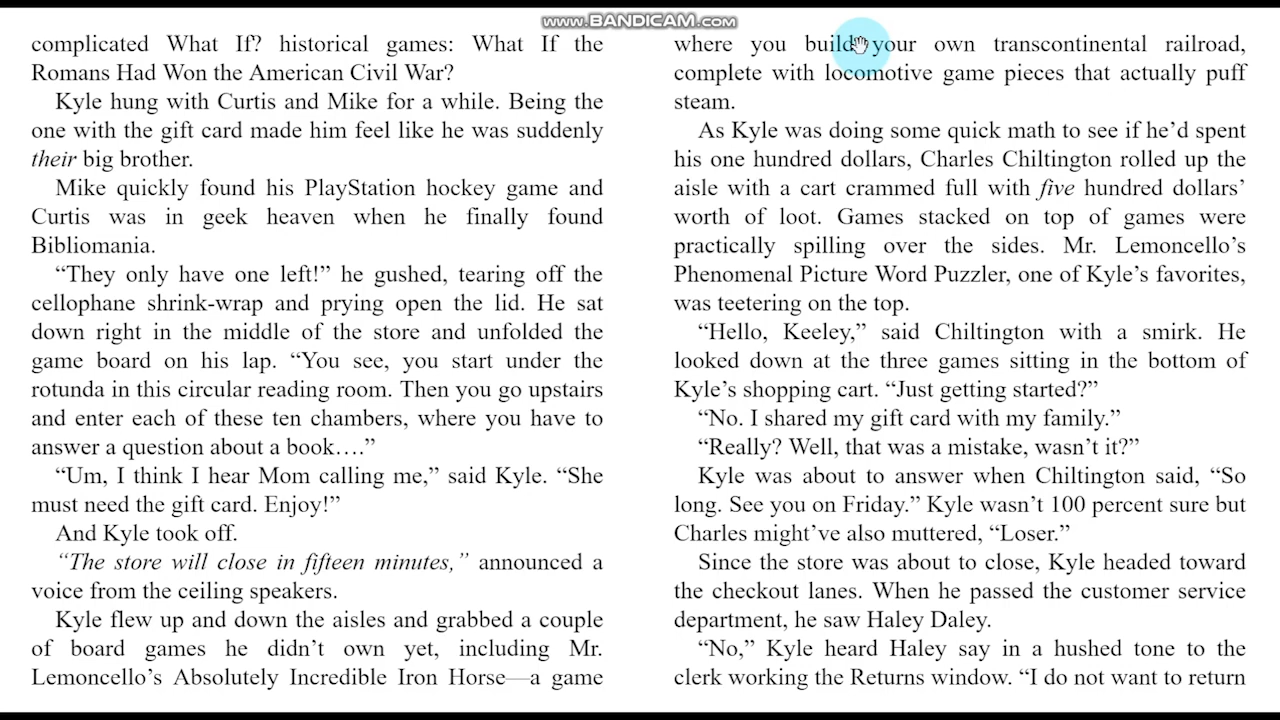 www.BANDICAM.com
complicated What If? historical games: What If the
Romans Had Won the American Civil War?
Kyle hung with Curtis and Mike for a while. Being the
one with the gift card made him feel like he was suddenly
their big brother.
Mike quickly found his PlayStation hockey game and
Curtis was in geek heaven when he finally found
Bibliomania.
“They only have one left!” he gushed, tearing off the
cellophane shrink-wrap and prying open the lid. He sat
down right in the middle of the store and unfolded the
game board on his lap. “You see, you start under the
rotunda in this circular reading room. Then you go upstairs
and enter each of these ten chambers, where you have to
answer a question about a book….”
“Um, I think I hear Mom calling me,” said Kyle. “She
must need the gift card. Enjoy!”
And Kyle took off.
“The store will close in fifteen minutes,” announced a
voice from the ceiling speakers.
Kyle flew up and down the aisles and grabbed a couple
of board games he didn’t own yet, including Mr.
Lemoncello’s Absolutely Incredible Iron Horse—a game
where you build your own transcontinental railroad,
complete with locomotive game pieces that actually puff
steam.
As Kyle was doing some quick math to see if he’d spent
his one hundred dollars, Charles Chiltington rolled up the
aisle with a cart crammed full with five hundred dollars’
worth of loot. Games stacked on top of games were
practically spilling over the sides. Mr. Lemoncello’s
Phenomenal Picture Word Puzzler, one of Kyle’s favorites,
was teetering on the top.
“Hello, Keeley,” said Chiltington with a smirk. He
looked down at the three games sitting in the bottom of
Kyle’s shopping cart. “Just getting started?”
“No. I shared my gift card with my family.”
“Really? Well, that was a mistake, wasn’t it?”
Kyle was about to answer when Chiltington said, “So
long. See you on Friday.” Kyle wasn’t 100 percent sure but
Charles might’ve also muttered, “Loser.”
Since the store was about to close, Kyle headed toward
the checkout lanes. When he passed the customer service
department, he saw Haley Daley.
“No,” Kyle heard Haley say in a hushed tone to the
clerk working the Returns window. “I do not want to return